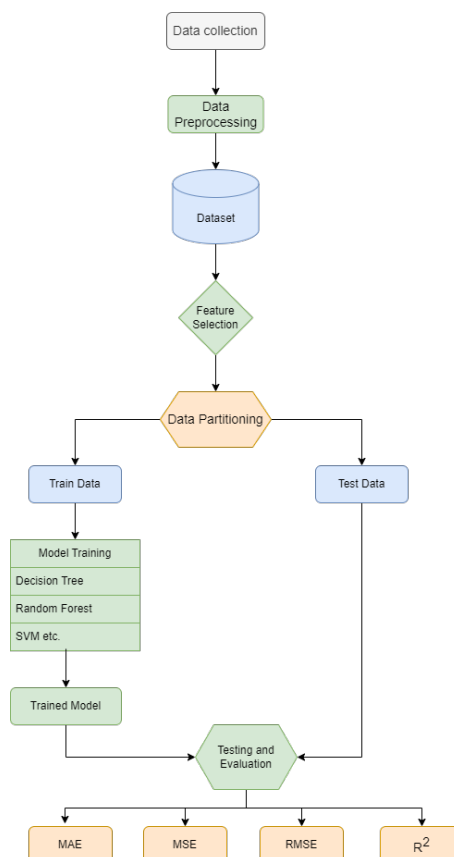 Data collection
Data
Preprocessing
Dataset
Feature
Selection
Data Partitioning
Train Data
Test Data
Model Training
Decision Tree
Random Forest
SVM etc.
Trained Model
Testing and
Evaluation
MAE
MSE
RMSE
R²